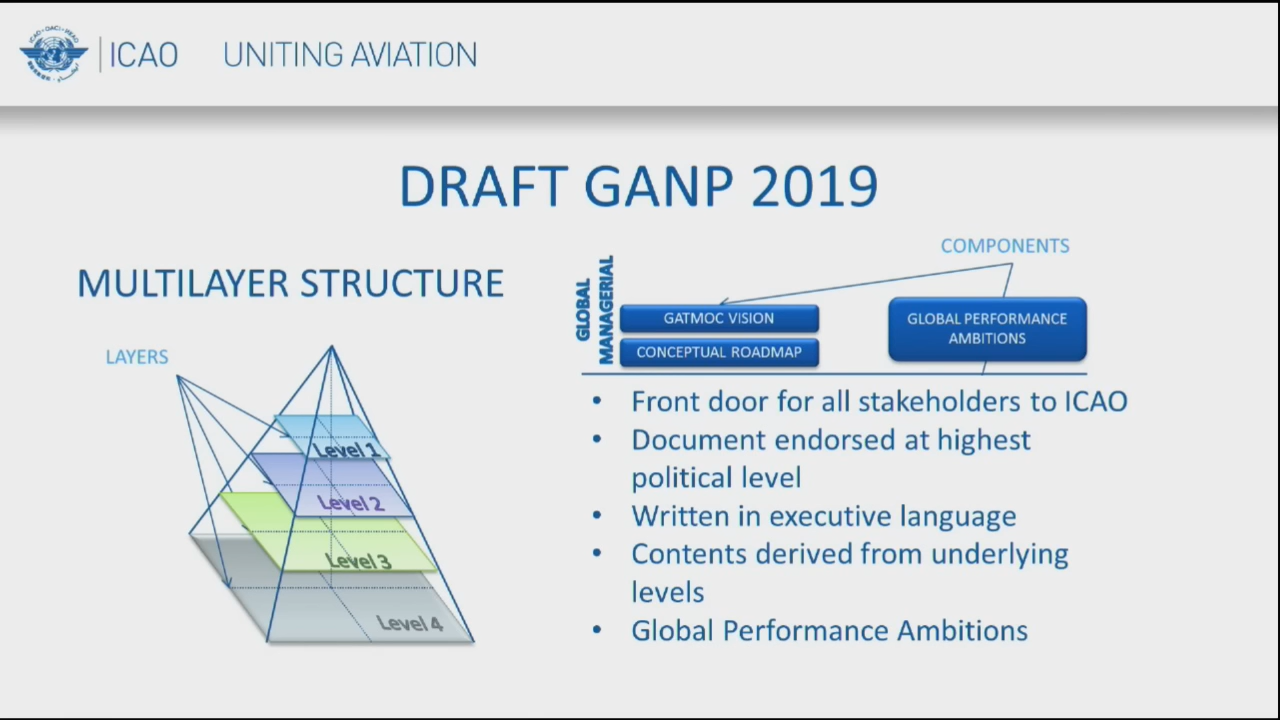 ICAO UNITING AVIATION
DRAFT GANP 2019
MULTILAYER STRUCTURE
LAYERS
Level 1
Level 2
Level 3
Level 4
COMPONENTS
GLOBAL
MANAGERIAL
GATMOC VISION
CONCEPTUAL ROADMAP
GLOBAL PERFORMANCE
AMBITIONS
• Front door for all stakeholders to ICAO
• Document endorsed at highest
political level
• Written in executive language
• Contents derived from underlying
levels
• Global Performance Ambitions